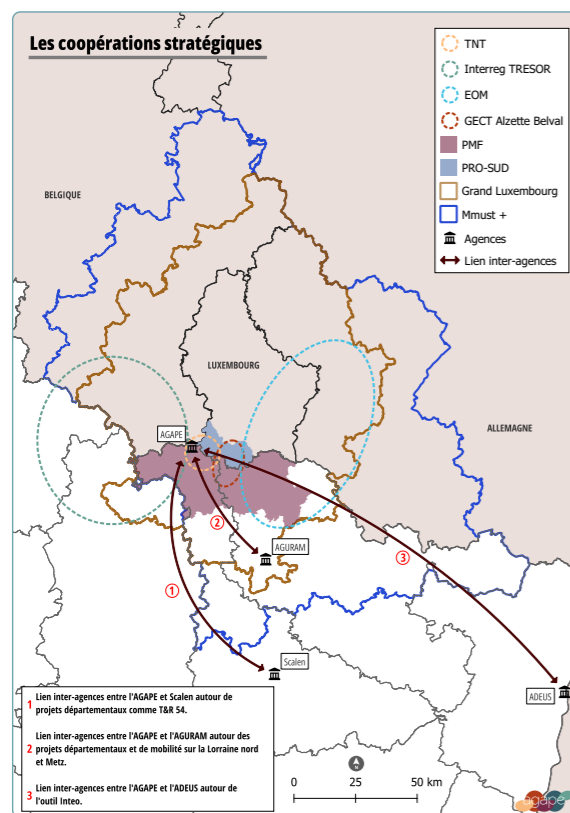 Les coopérations stratégiques
TNT
Interreg TRESOR
EOM
GECT Alzette Belval
PMF
PRO-SUD
Grand Luxembourg
Mmust +
Agences
Lien inter-agences
BELGIQUE
LUXEMBOURG
ALLEMAGNE
AGAPE
2
AGURAM
3
1
Scalen
ADEUS
1 Lien inter-agences entre l'AGAPE et Scalen autour de
projets départementaux comme T&R 54.
2 Lien inter-agences entre l'AGAPE et l'AGURAM autour des
projets départementaux et de mobilité sur la Lorraine nord
et Metz.
3 Lien inter-agences entre l'AGAPE et l'ADEUS autour de
l'outil Inteo.
N
0 25 50 km
agape